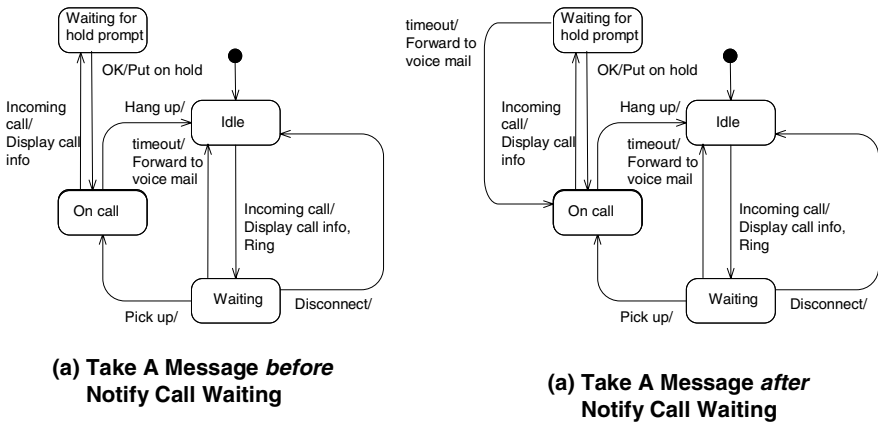 Waiting for
hold prompt
OK/Put on hold
Incoming
call/
Display call
info
Hang up/
Idle
timeout/
Forward to
voice mail
On call
Incoming call/
Display call info,
Ring
Waiting
Pick up/
Disconnect/
(a) Take A Message before
Notify Call Waiting
timeout/
Forward to
voice mail
Waiting for
hold prompt
OK/Put on hold
Incoming
call/
Display call
info
Hang up/
Idle
timeout/
Forward to
voice mail
On call
Incoming call/
Display call info,
Ring
Waiting
Pick up/
Disconnect/
(a) Take A Message after
Notify Call Waiting